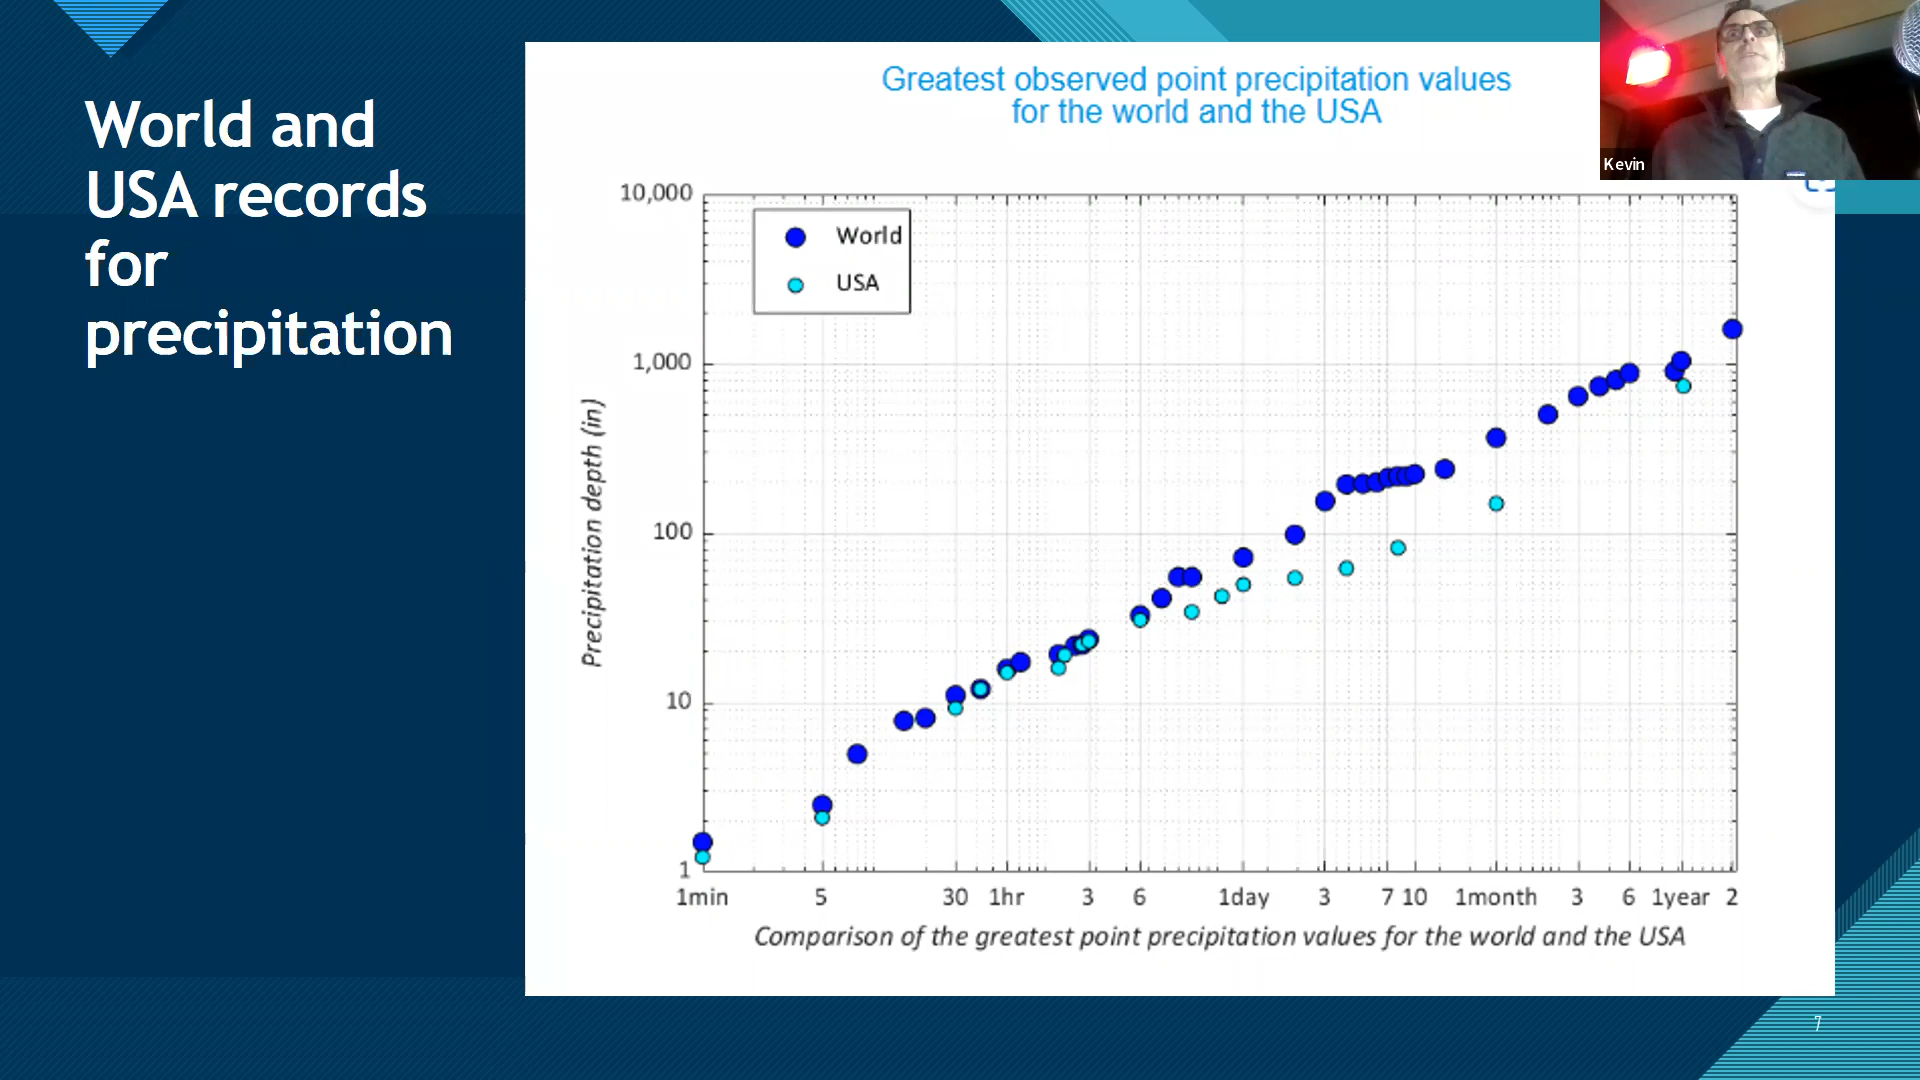 World and
USA records
for
precipitation
Greatest observed point precipitation values
for the world and the USA
Kevin
10,000
1,000
100
10
1
World
USA
Precipitation depth (in)
1min 5 30 1hr 3 6 1day 3 7 10 1month 3 6 1year 2
Comparison of the greatest point precipitation values for the world and the USA
7